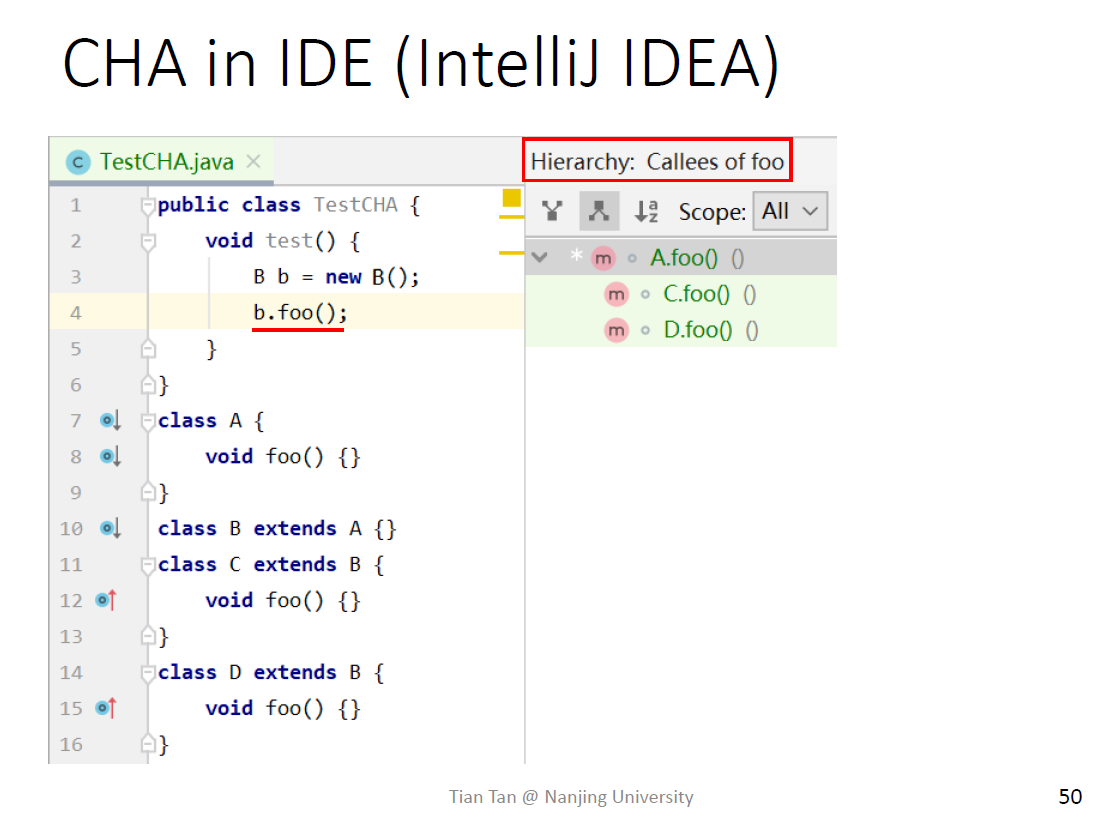 CHA in IDE (IntelliJ IDEA)
C TestCHA.java ×
1 public class TestCHA {
2 void test() {
3 B b = new B();
4 b.foo();
5 }
6 }
7 class A {
8 void foo() {}
9 }
10 class B extends A {}
11 class C extends B {
12 void foo() {}
13 }
14 class D extends B {
15 void foo() {}
16 }
Hierarchy: Callees of foo
Scope: All
* m A.foo() ()
m C.foo() ()
m D.foo() ()
Tian Tan @ Nanjing University
50